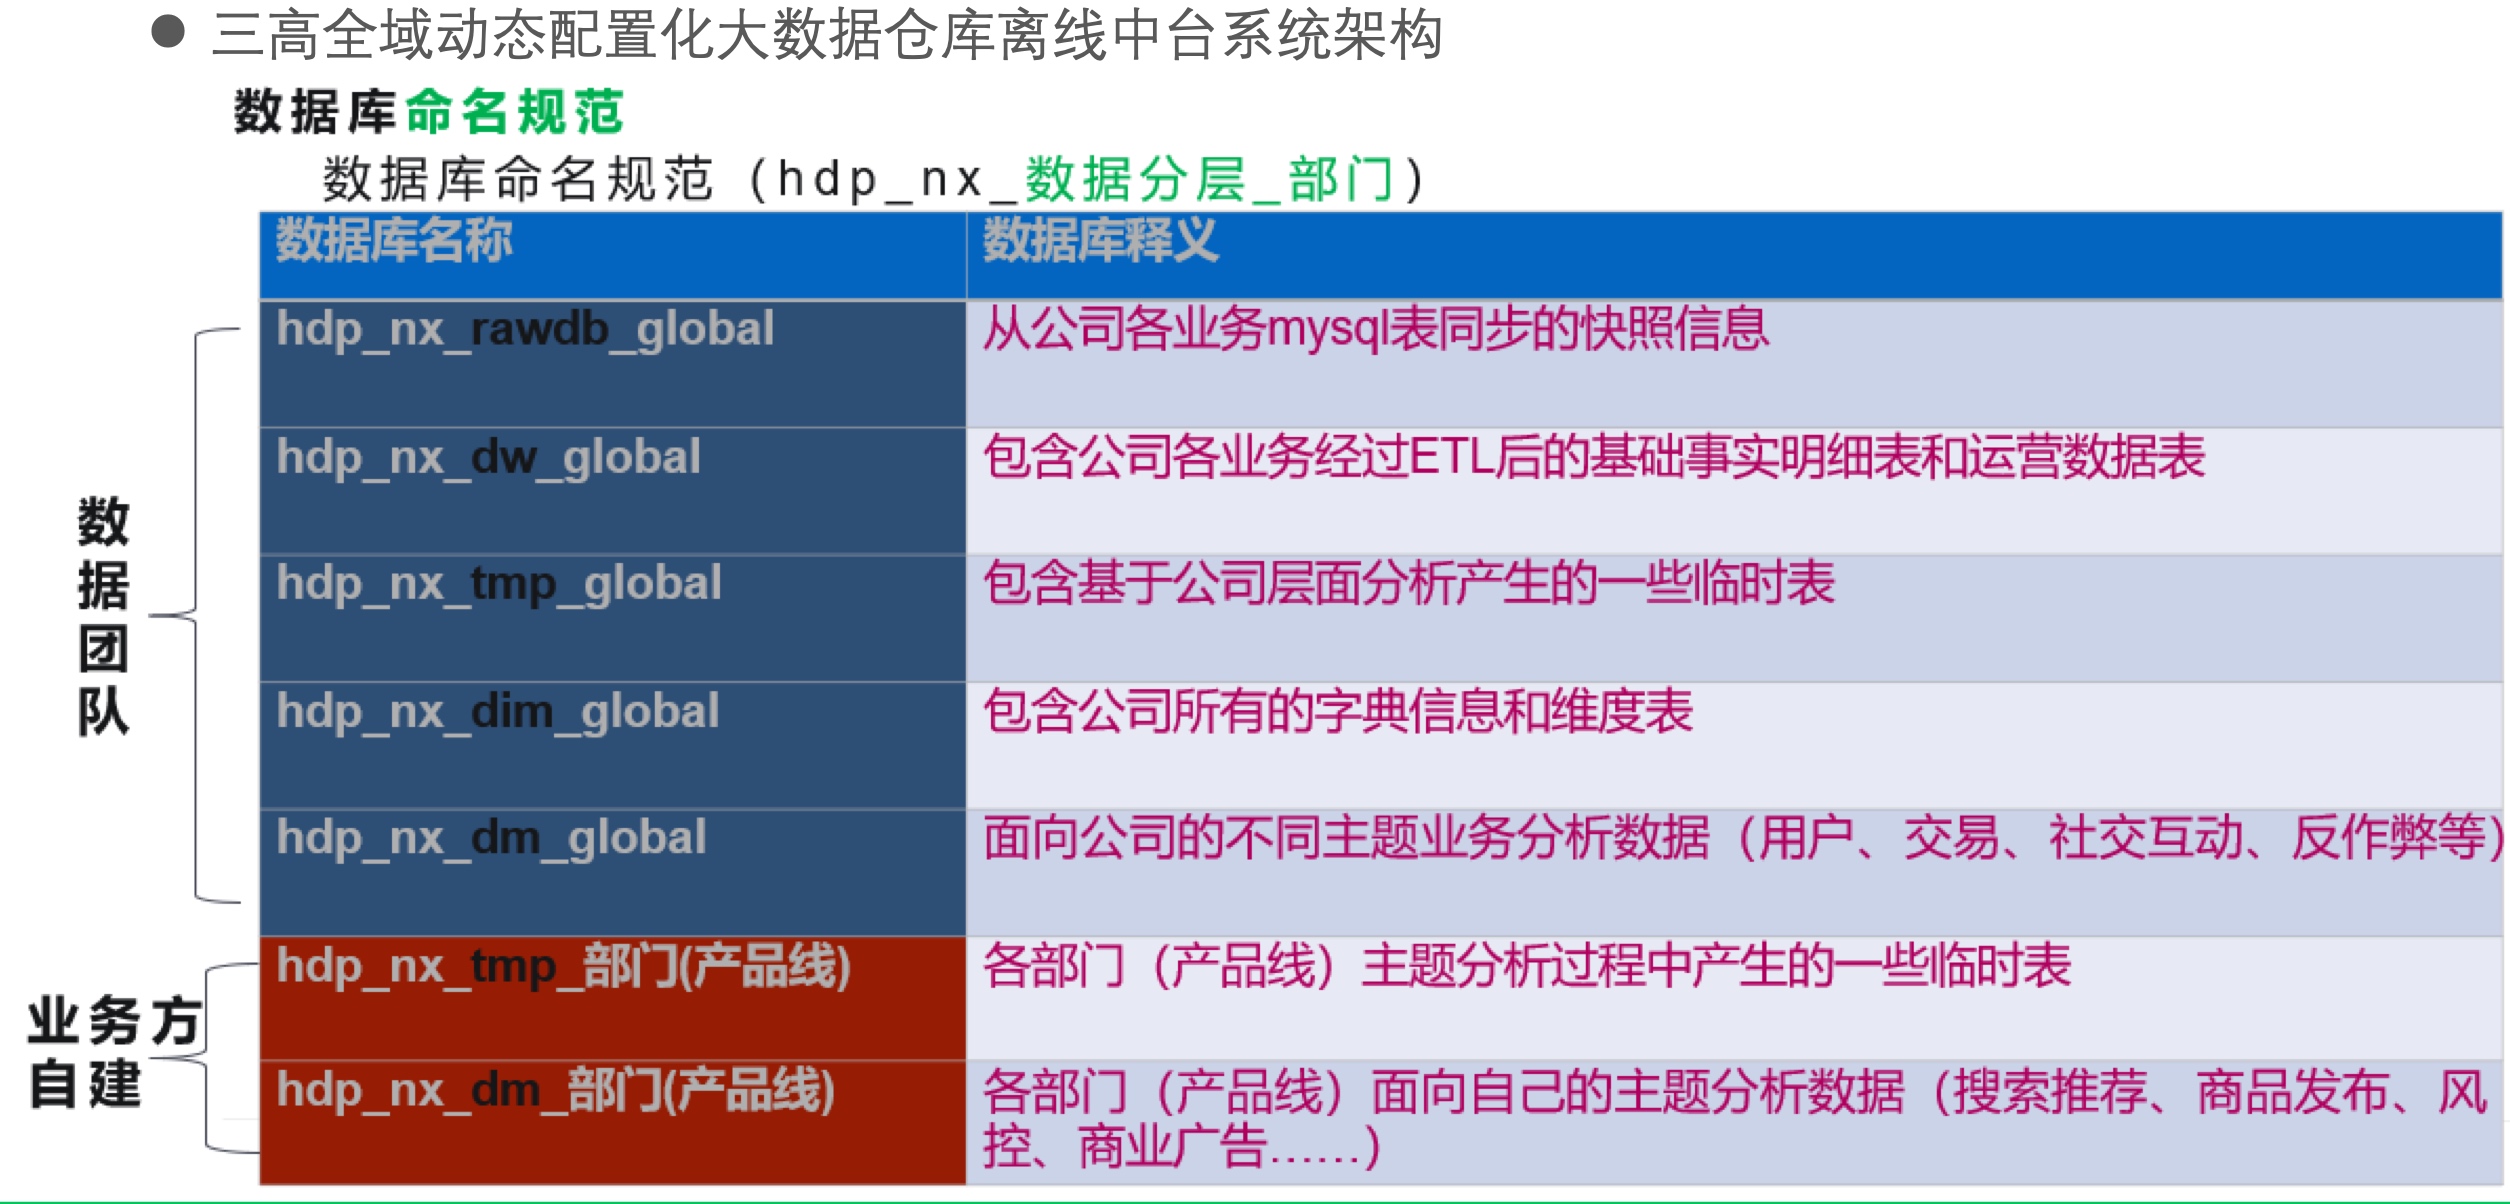 ● 三高全域动态配置化大数据仓库离线中台系统架构
数据库命名规范
数据库命名规范（hdp_nx_数据分层_部门）
数据库名称 数据库释义
hdp_nx_rawdb_global 从公司各业务mysql表同步的快照信息
hdp_nx_dw_global 包含公司各业务经过ETL后的基础事实明细表和运营数据表
hdp_nx_tmp_global 包含基于公司层面分析产生的一些临时表
hdp_nx_dim_global 包含公司所有的字典信息和维度表
hdp_nx_dm_global 面向公司的不同主题业务分析数据（用户、交易、社交互动、反作弊等）
hdp_nx_tmp_部门(产品线) 各部门（产品线）主题分析过程中产生的一些临时表
hdp_nx_dm_部门(产品线) 各部门（产品线）面向自己的主题分析数据（搜索推荐、商品发布、风
控、商业广告……）
数
据
团
队
业务方
自建